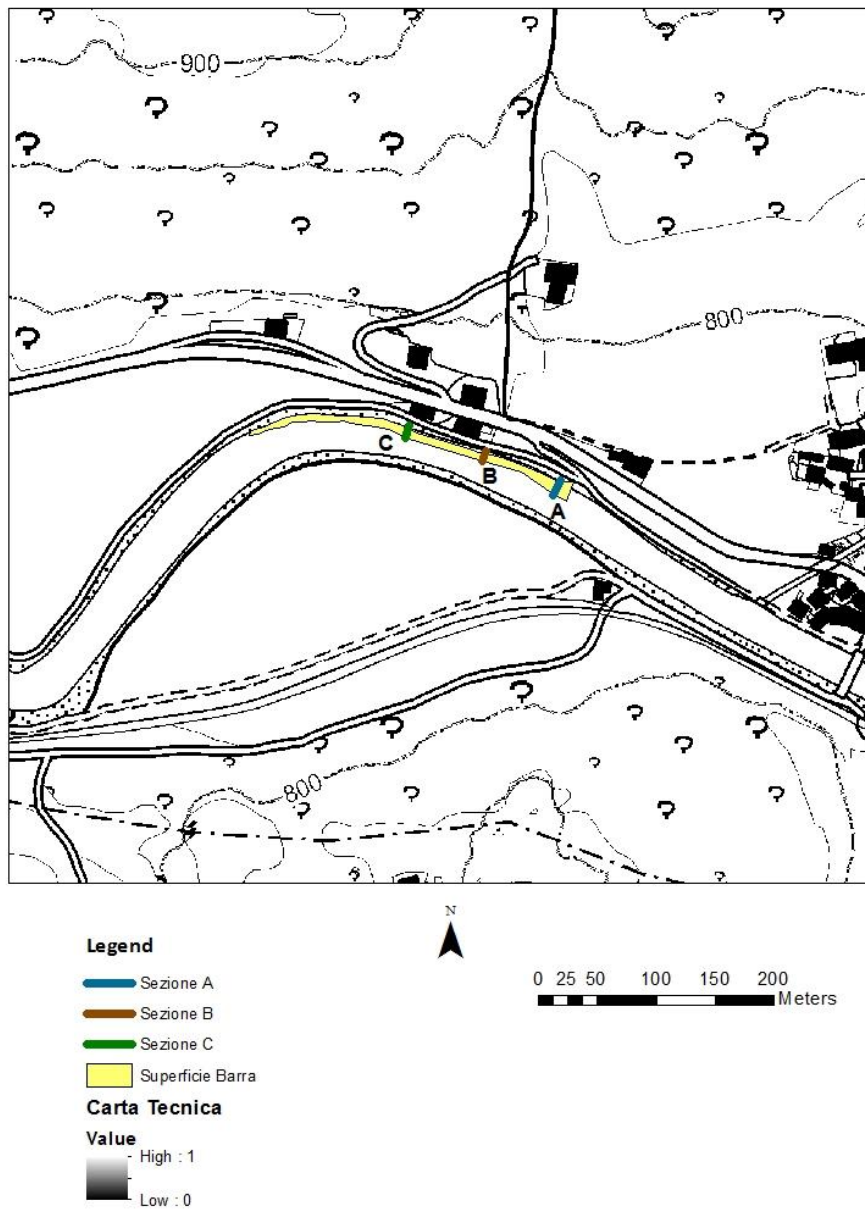 900
800
C
B
A
800
N
Legend
Sezione A
Sezione B
Sezione C
Superficie Barra
Carta Tecnica
Value
High : 1
Low : 0
0 25 50 100 150 200
Meters